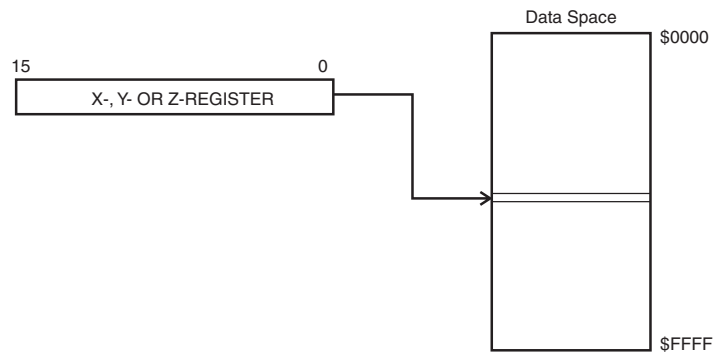 Data Space
$0000
15 0
X-, Y- OR Z-REGISTER
$FFFF